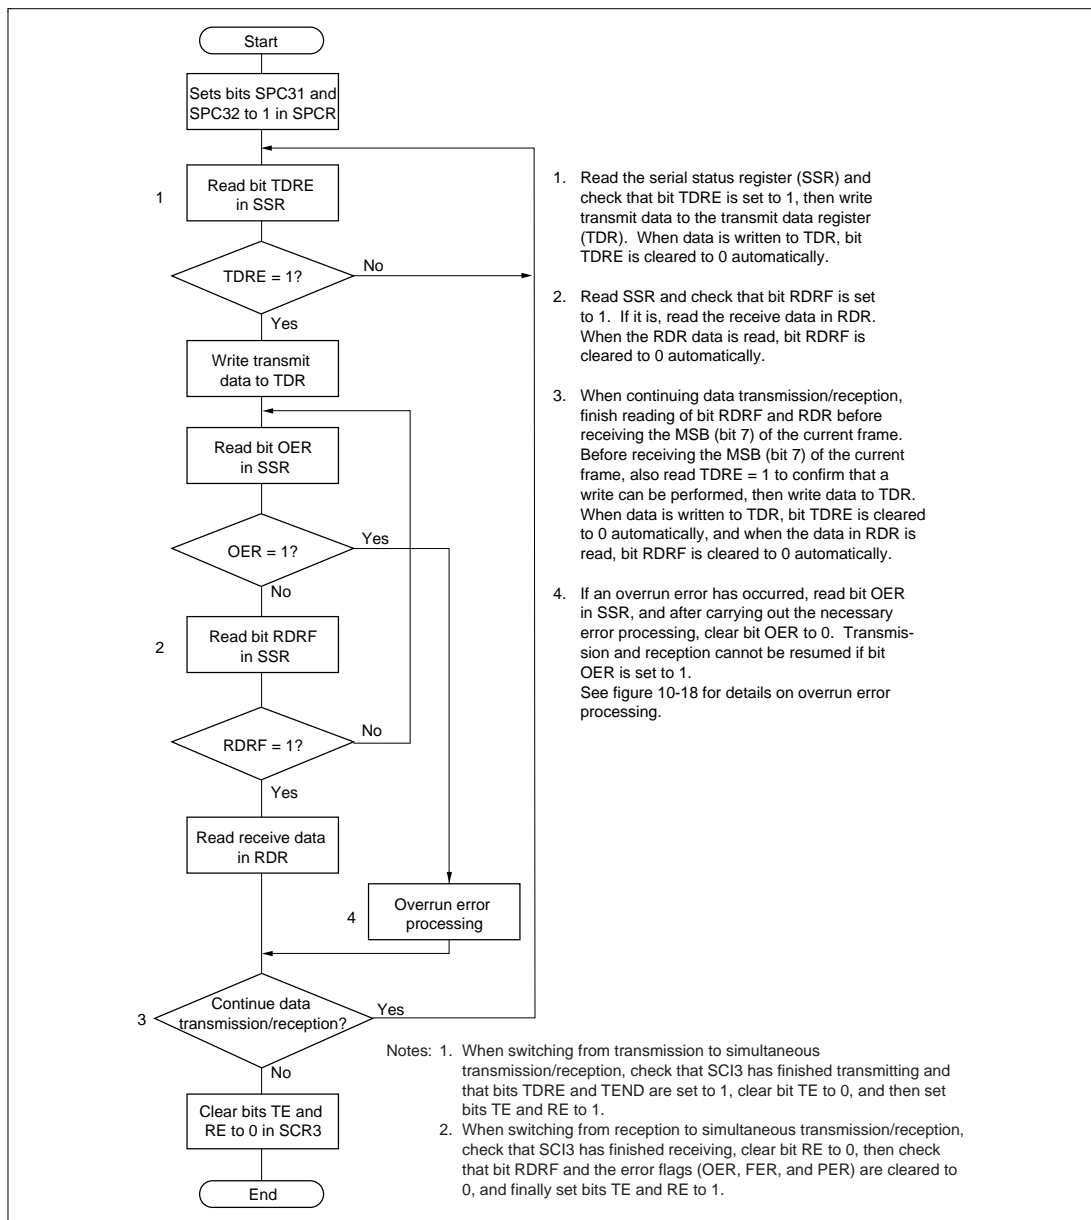 Start
Sets bits SPC31 and
SPC32 to 1 in SPCR
1
Read bit TDRE
in SSR
TDRE = 1?
No
Yes
Write transmit
data to TDR
Read bit OER
in SSR
OER = 1?
Yes
No
2
Read bit RDRF
in SSR
RDRF = 1?
No
Yes
Read receive data
in RDR
4
Overrun error
processing
3
Continue data
transmission/reception?
Yes
No
Clear bits TE and
RE to 0 in SCR3
End
1. Read the serial status register (SSR) and
check that bit TDRE is set to 1, then write
transmit data to the transmit data register
(TDR). When data is written to TDR, bit
TDRE is cleared to 0 automatically.
2. Read SSR and check that bit RDRF is set
to 1. If it is, read the receive data in RDR.
When the RDR data is read, bit RDRF is
cleared to 0 automatically.
3. When continuing data transmission/reception,
finish reading of bit RDRF and RDR before
receiving the MSB (bit 7) of the current frame.
Before receiving the MSB (bit 7) of the current
frame, also read TDRE = 1 to confirm that a
write can be performed, then write data to TDR.
When data is written to TDR, bit TDRE is cleared
to 0 automatically, and when the data in RDR is
read, bit RDRF is cleared to 0 automatically.
4. If an overrun error has occurred, read bit OER
in SSR, and after carrying out the necessary
error processing, clear bit OER to 0. Transmis-
sion and reception cannot be resumed if bit
OER is set to 1.
See figure 10-18 for details on overrun error
processing.
Notes: 1. When switching from transmission to simultaneous
transmission/reception, check that SCI3 has finished transmitting and
that bits TDRE and TEND are set to 1, clear bit TE to 0, and then set
bits TE and RE to 1.
2. When switching from reception to simultaneous transmission/reception,
check that SCI3 has finished receiving, clear bit RE to 0, then check
that bit RDRF and the error flags (OER, FER, and PER) are cleared to
0, and finally set bits TE and RE to 1.